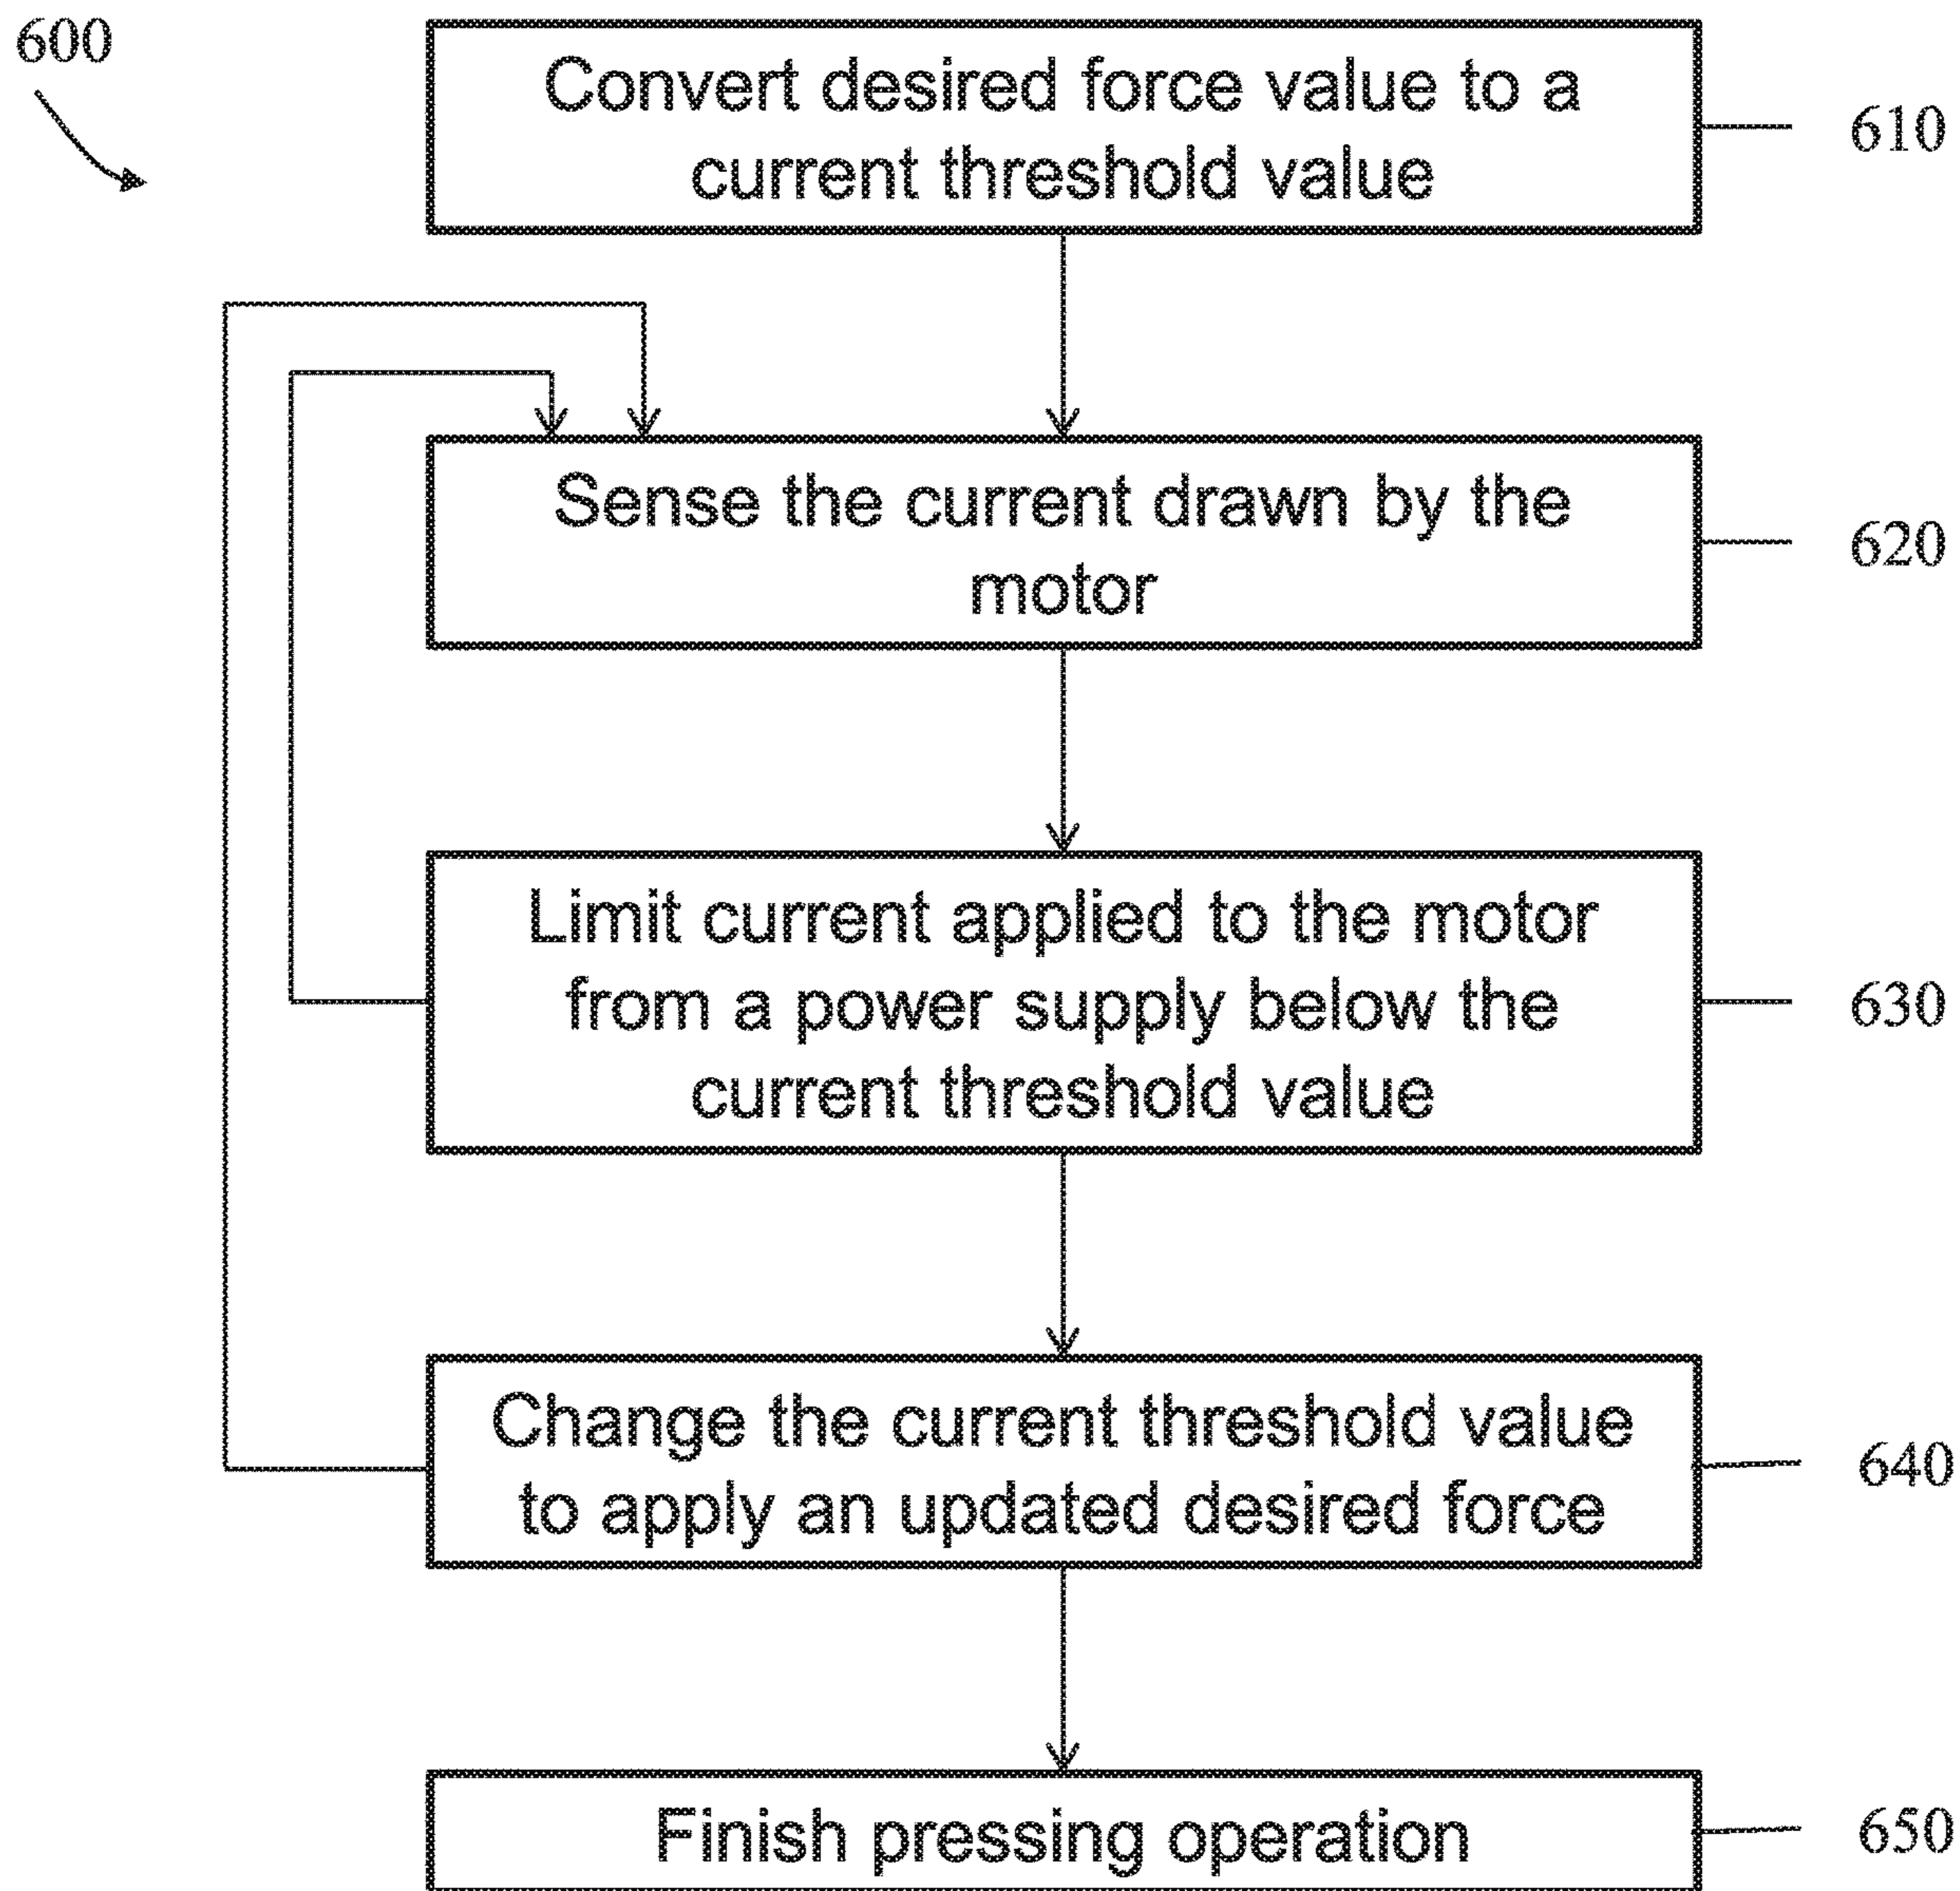 600
Convert desired force value to a
current threshold value
610
Sense the current drawn by the
motor
620
Limit current applied to the motor
from a power supply below the
current threshold value
630
Change the current threshold value
to apply an updated desired force
640
Finish pressing operation
650